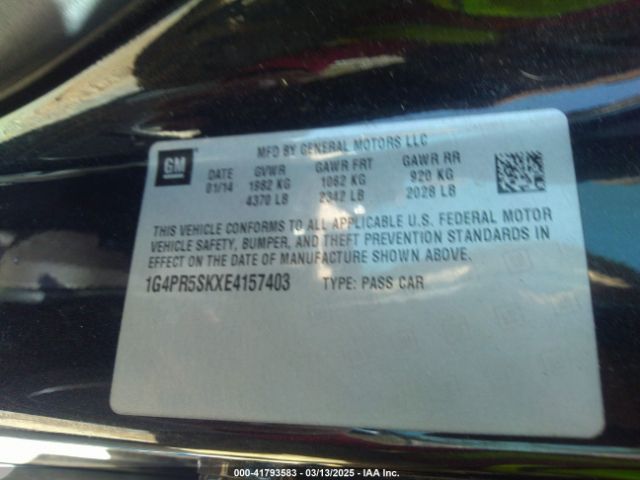 MFD BY GENERAL MOTORS LLC
GM DATE GVWR GAWR FRT GAWR RR
01/14 1982 KG 1062 KG 920 KG
4370 LB 2342 LB 2028 LB
THIS VEHICLE CONFORMS TO ALL APPLICABLE U.S. FEDERAL MOTOR
VEHICLE SAFETY, BUMPER, AND THEFT PREVENTION STANDARDS IN
EFFECT ON THE DATE OF MANUFACTURE SHOWN ABOVE.
1G4PR5SKXE4157403 TYPE: PASS CAR
000-41793583 - 03/13/2025 - IAA Inc.